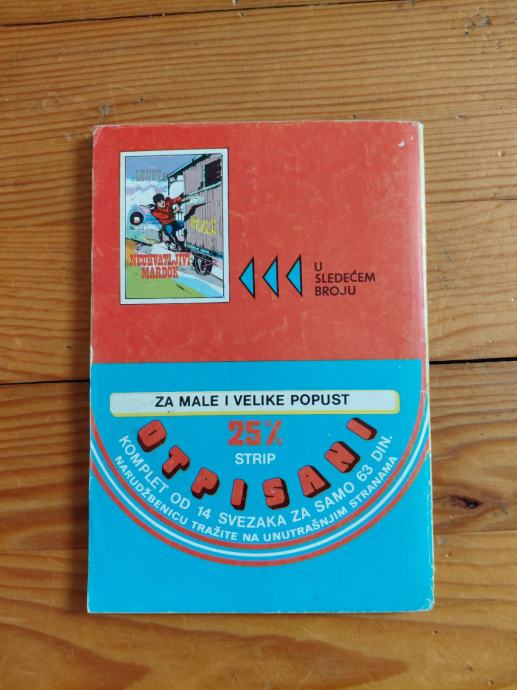 NEUHVATLJIVI
MARDOK
U
SLEDEĆEM
BROJU
ZA MALE I VELIKE POPUST
25%
STRIP
OTPISANI
KOMPLET OD 14 SVEZAKA ZA SAMO 63 DIN.
NARUDŽBENICU TRAŽITE NA UNUTRAŠNJIM STRANAMA